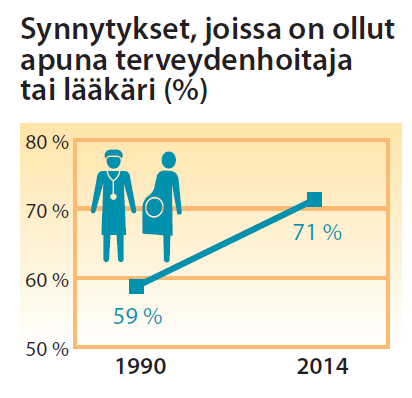 Synnytykset, joissa on ollut
apuna terveydenhoitaja
tai lääkäri (%)
80 %
70 %
60 %
50 %
71 %
59 %
1990
2014